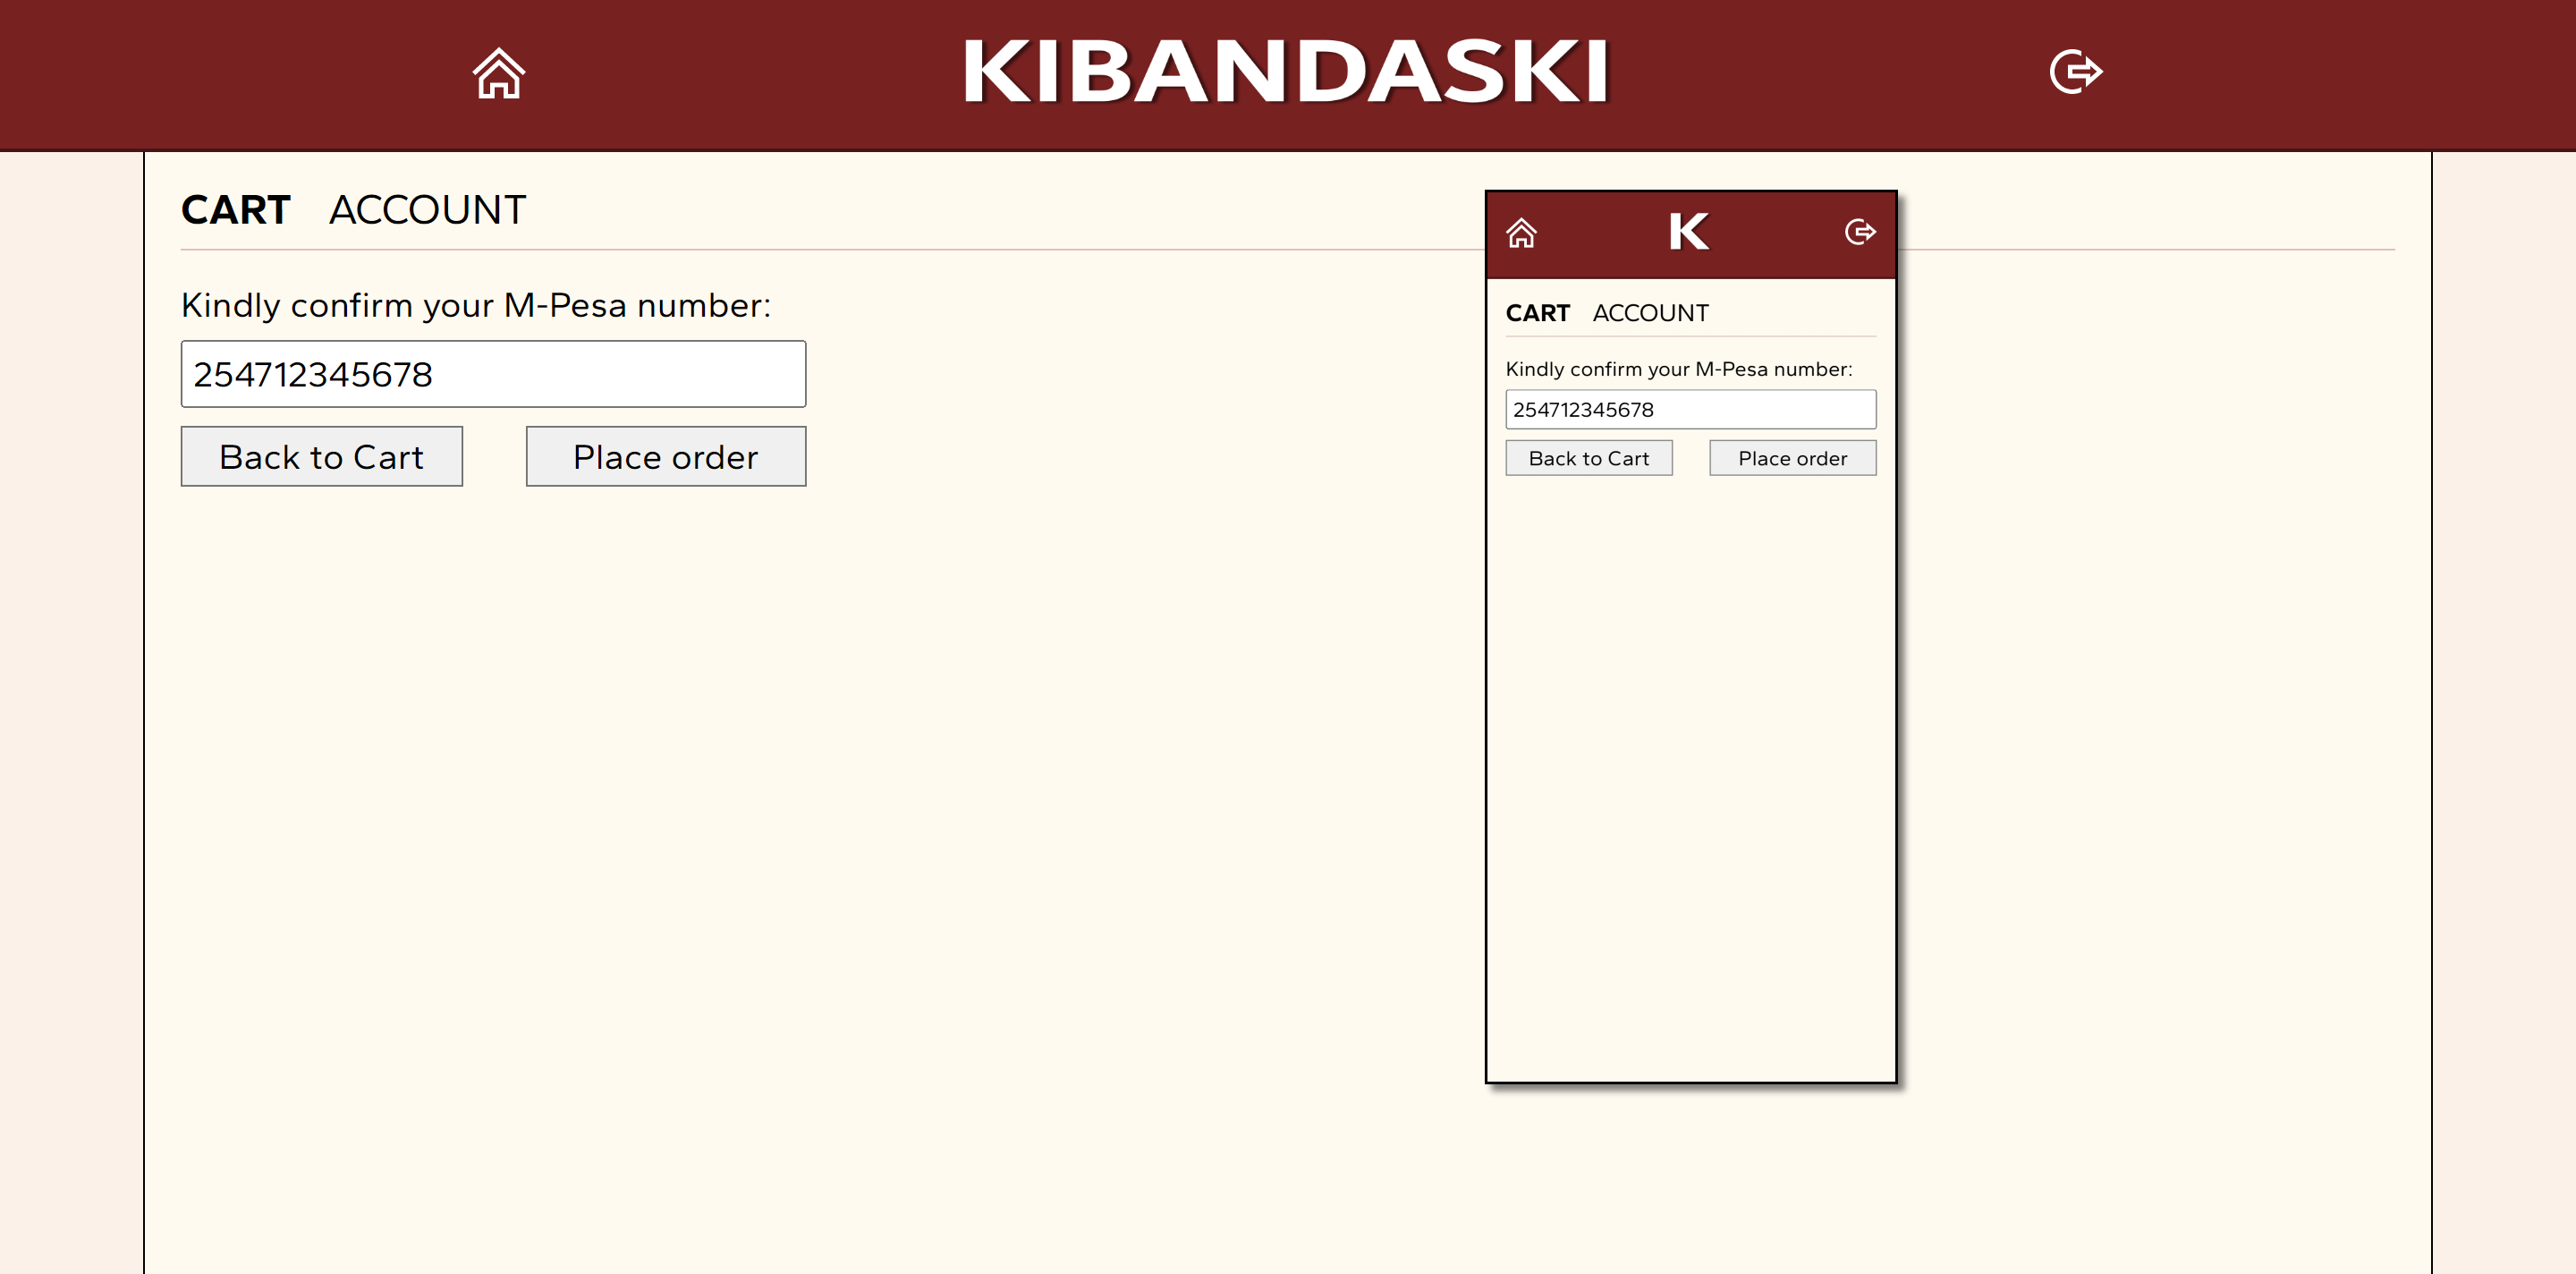 KIBANDASKI
CART ACCOUNT
Kindly confirm your M-Pesa number:
254712345678
Back to Cart Place order
K
CART ACCOUNT
Kindly confirm your M-Pesa number:
254712345678
Back to Cart Place order